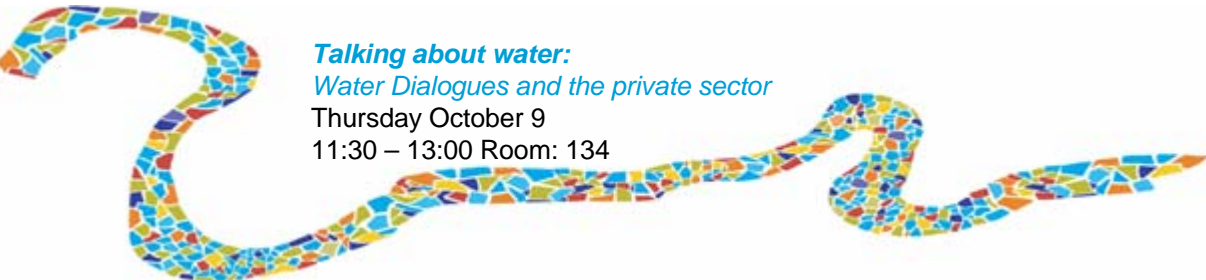 Talking about water:
Water Dialogues and the private sector
Thursday October 9
11:30 – 13:00 Room: 134